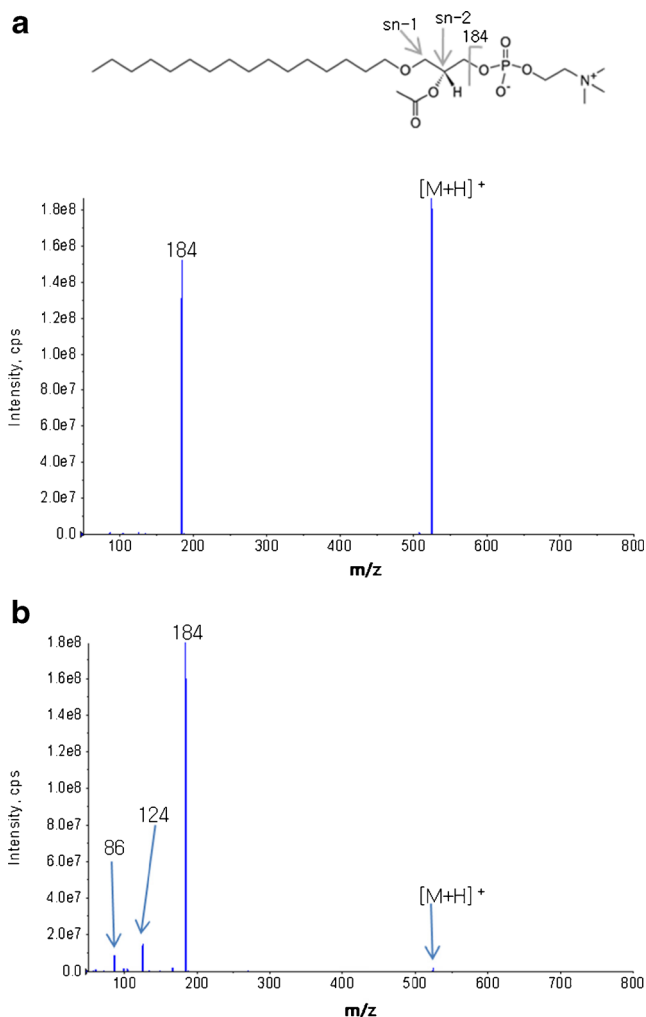 a
sn-1
sn-2
184
O
O
P
O
O
N+
O
H
O-
O
[M+H]+
1.8e8
184
1.6e8
1.4e8
1.2e8
1.0e8
8.0e7
6.0e7
4.0e7
2.0e7
0.0
Intensity, cps
100 200 300 400 500 600 700 800
m/z
b
184
1.8e8
1.6e8
1.4e8
1.2e8
1.0e8
8.0e7
6.0e7
4.0e7
2.0e7
0.0
Intensity, cps
124
86
[M+H]+
100 200 300 400 500 600 700 800
m/z